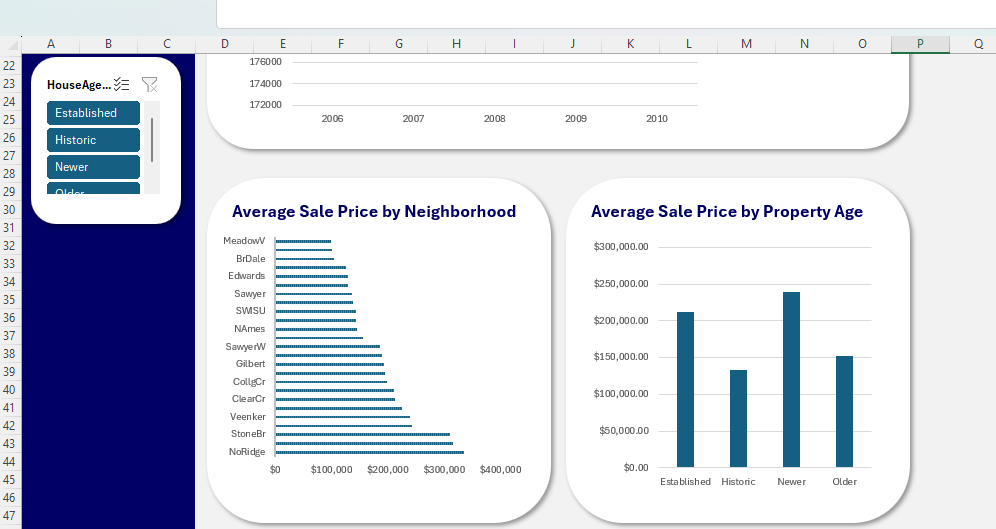 A B C D E F G H I J K L M N O P Q
22
23
24
25
26
27
28
29
30
31
32
33
34
35
36
37
38
39
40
41
42
43
44
45
46
47
HouseAge...
Established
Historic
Newer
Older
176000
174000
172000
2006 2007 2008 2009 2010
Average Sale Price by Neighborhood
MeadowV
BrDale
Edwards
Sawyer
SWISU
NAmes
SawyerW
Gilbert
CollgCr
ClearCr
Veenker
StoneBr
NoRidge
$0 $100,000 $200,000 $300,000 $400,000
Average Sale Price by Property Age
$300,000.00
$250,000.00
$200,000.00
$150,000.00
$100,000.00
$50,000.00
$0.00
Established Historic Newer Older